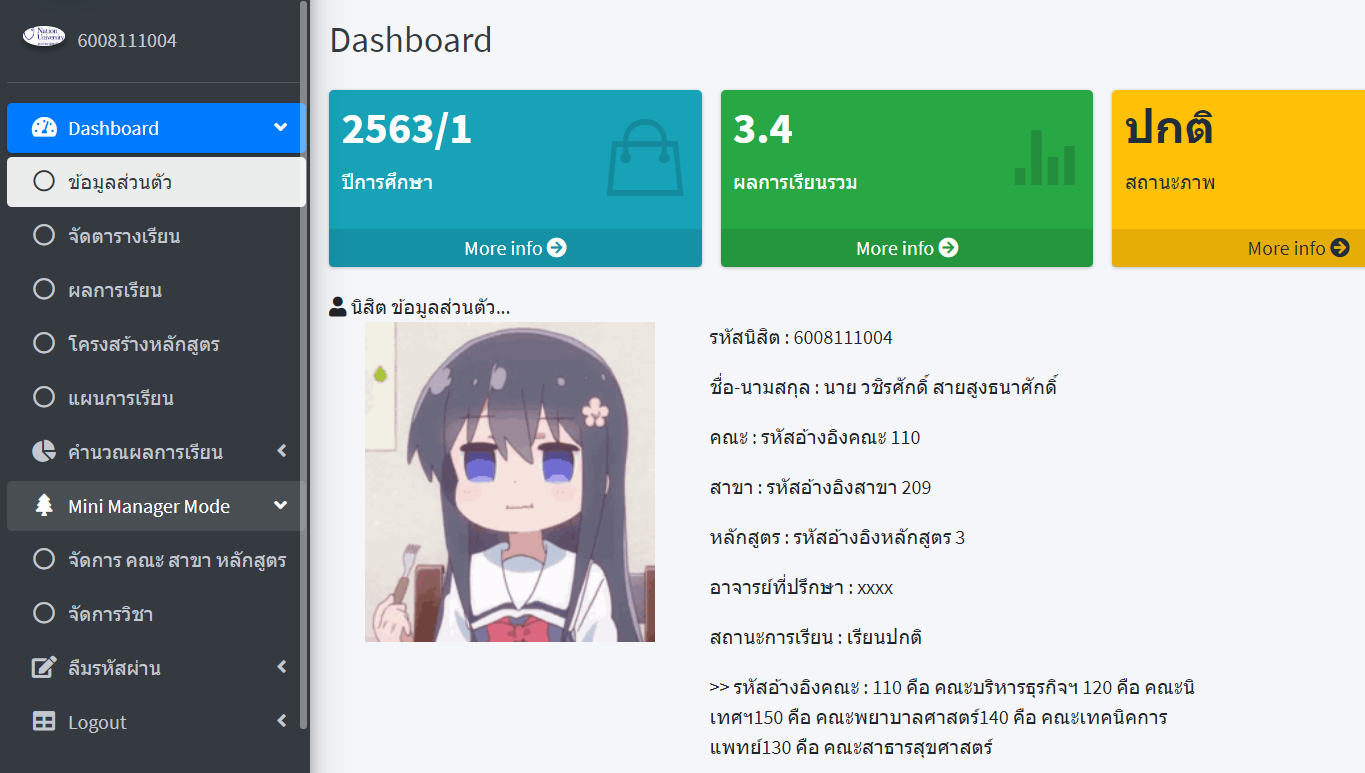 Nation
University
6008111004
Dashboard
ข้อมูลส่วนตัว
จัดตารางเรียน
ผลการเรียน
โครงสร้างหลักสูตร
แผนการเรียน
คำนวณผลการเรียน
Mini Manager Mode
จัดการ คณะ สาขา หลักสูตร
จัดการวิชา
ลืมรหัสผ่าน
Logout
Dashboard
2563/1
ปีการศึกษา
More info
3.4
ผลการเรียนรวม
More info
ปกติ
สถานะภาพ
More info
นิสิต ข้อมูลส่วนตัว...
รหัสนิสิต : 6008111004
ชื่อ-นามสกุล : นาย วชิรศักดิ์ สายสูงธนาศักดิ์
คณะ : รหัสอ้างอิงคณะ 110
สาขา : รหัสอ้างอิงสาขา 209
หลักสูตร : รหัสอ้างอิงหลักสูตร 3
อาจารย์ที่ปรึกษา : xxxx
สถานะการเรียน : เรียนปกติ
>> รหัสอ้างอิงคณะ : 110 คือ คณะบริหารธุรกิจฯ 120 คือ คณะนิ
เทศฯ150 คือ คณะพยาบาลศาสตร์140 คือ คณะเทคนิคการ
แพทย์130 คือ คณะสาธารสุขศาสตร์